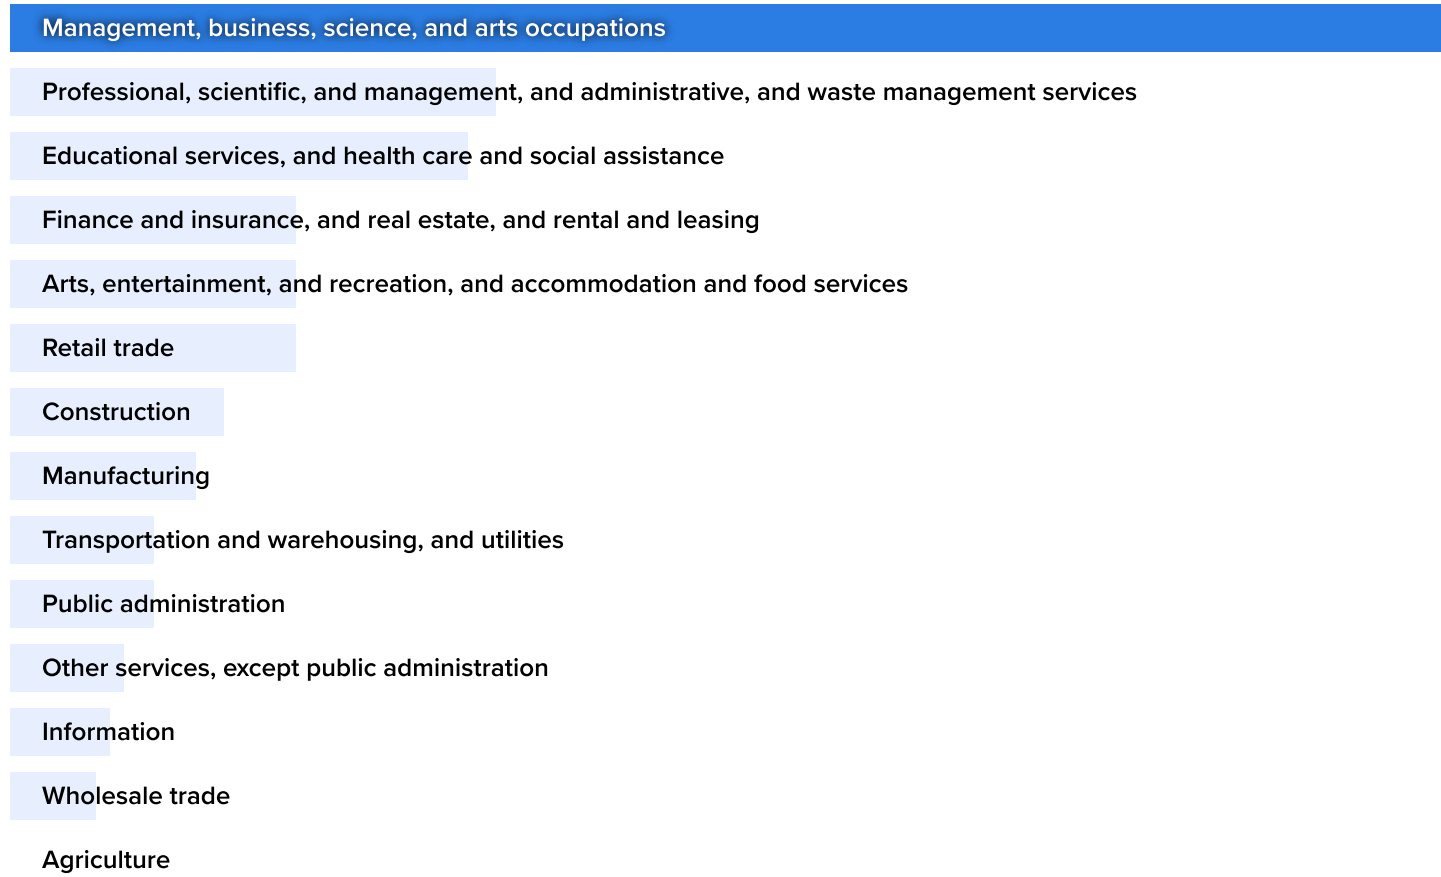 Management, business, science, and arts occupations
Professional, scientific, and management, and administrative, and waste management services
Educational services, and health care and social assistance
Finance and insurance, and real estate, and rental and leasing
Arts, entertainment, and recreation, and accommodation and food services
Retail trade
Construction
Manufacturing
Transportation and warehousing, and utilities
Public administration
Other services, except public administration
Information
Wholesale trade
Agriculture